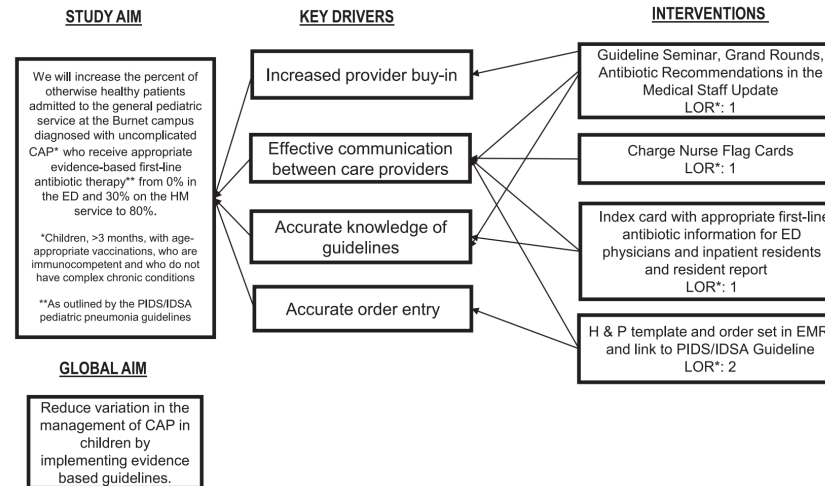 STUDY AIM
We will increase the percent of
otherwise healthy patients
admitted to the general pediatric
service at the Burnet campus
diagnosed with uncomplicated
CAP* who receive appropriate
evidence-based first-line
antibiotic therapy** from 0% in
the ED and 30% on the HM
service to 80%.
*Children, >3 months, with age-
appropriate vaccinations, who are
immunocompetent and who do not
have complex chronic conditions
**As outlined by the PIDS/IDSA
pediatric pneumonia guidelines
GLOBAL AIM
Reduce variation in the
management of CAP in
children by
implementing evidence
based guidelines.
KEY DRIVERS
Increased provider buy-in
Effective communication
between care providers
Accurate knowledge of
guidelines
Accurate order entry
INTERVENTIONS
Guideline Seminar, Grand Rounds,
Antibiotic Recommendations in the
Medical Staff Update
LOR*: 1
Charge Nurse Flag Cards
LOR*: 1
Index card with appropriate first-line
antibiotic information for ED
physicians and inpatient residents
and resident report
LOR*: 1
H & P template and order set in EMR
and link to PIDS/IDSA Guideline
LOR*: 2